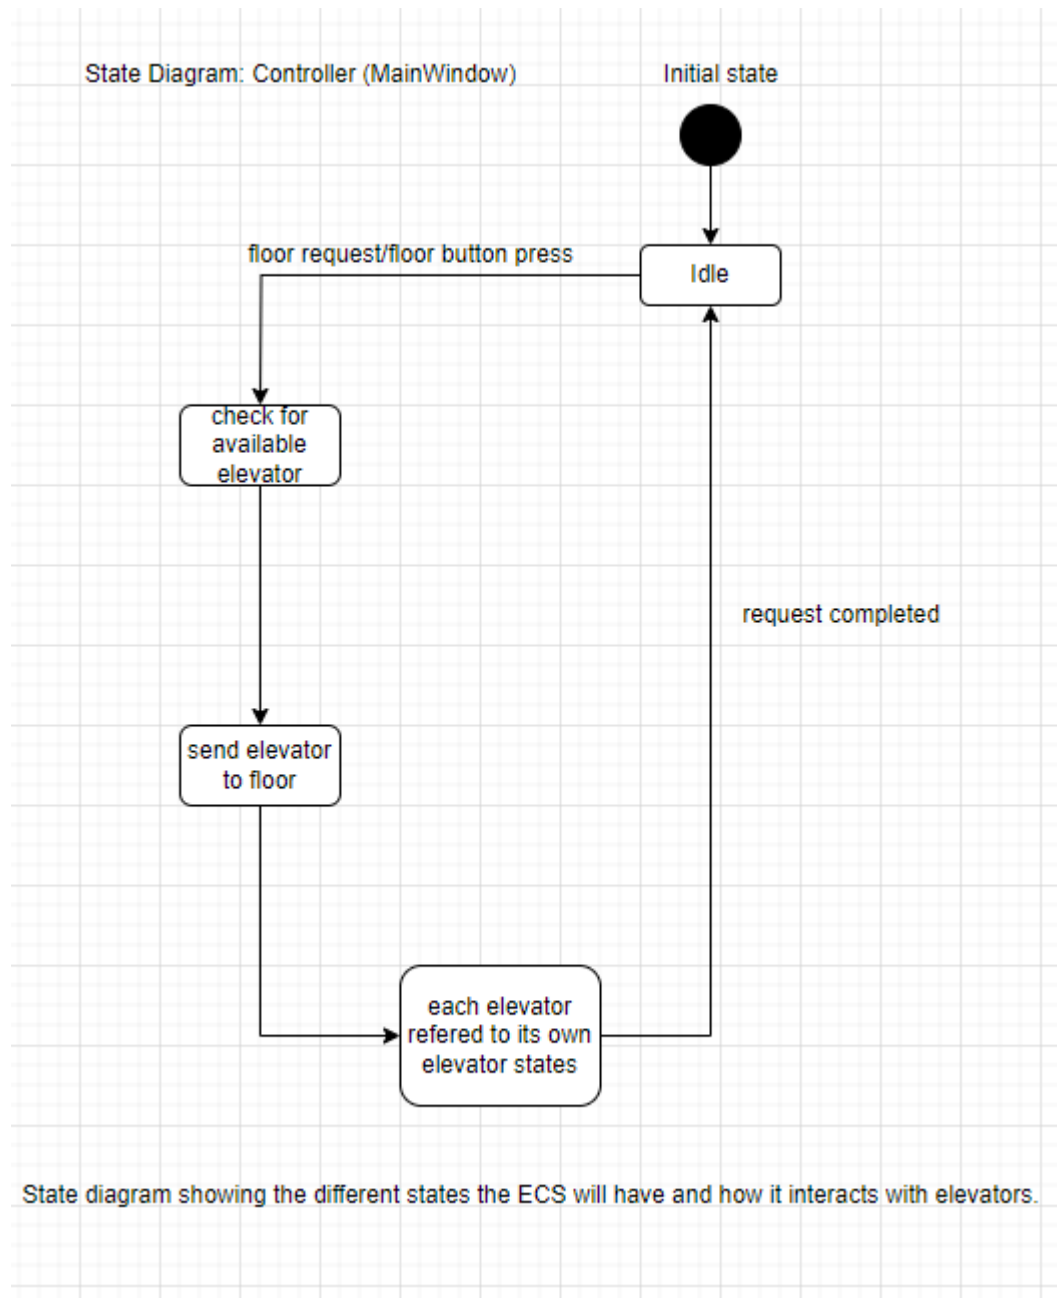 State Diagram: Controller (MainWindow)
Initial state
floor request/floor button press
Idle
check for
available
elevator
request completed
send elevator
to floor
each elevator
refered to its own
elevator states
State diagram showing the different states the ECS will have and how it interacts with elevators.